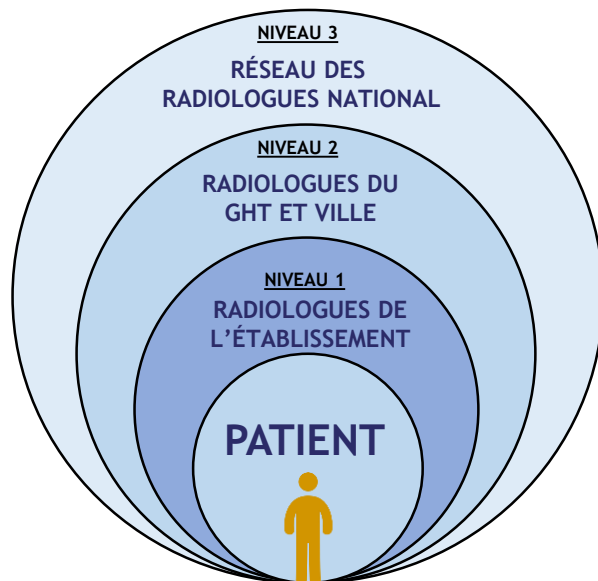 NIVEAU 3
RÉSEAU DES
RADIOLOGUES NATIONAL
NIVEAU 2
RADIOLOGUES DU
GHT ET VILLE
NIVEAU 1
RADIOLOGUES DE
L'ÉTABLISSEMENT
PATIENT